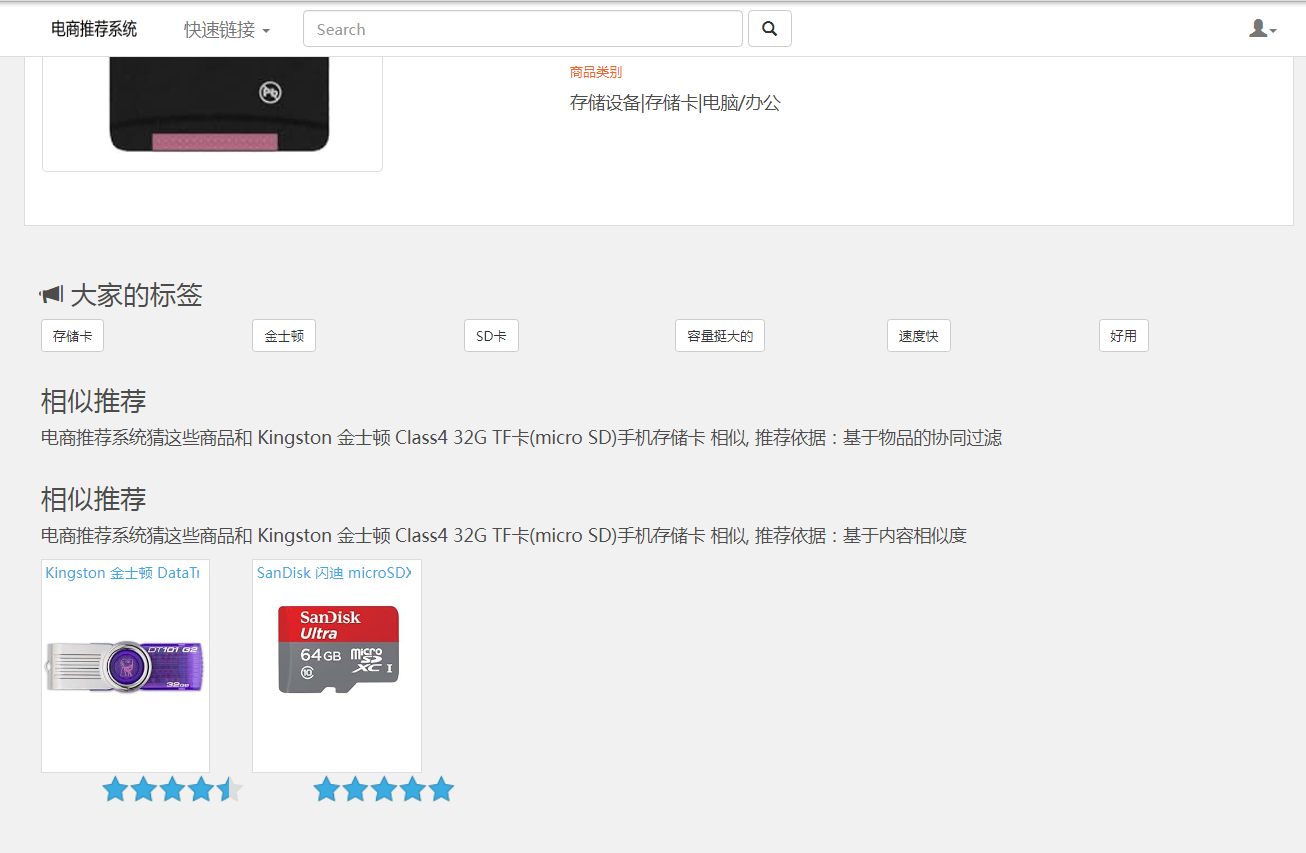 电商推荐系统 快速链接 Search
商品类别
存储设备|存储卡|电脑/办公
大家的标签
存储卡 金士顿 SD卡 容量挺大的 速度快 好用
相似推荐
电商推荐系统猜这些商品和 Kingston 金士顿 Class4 32G TF卡(micro SD)手机存储卡 相似, 推荐依据：基于物品的协同过滤
相似推荐
电商推荐系统猜这些商品和 Kingston 金士顿 Class4 32G TF卡(micro SD)手机存储卡 相似, 推荐依据：基于内容相似度
Kingston 金士顿 DataTr
SanDisk 闪迪 microSDX
DT101 G2
32GB
SanDisk
Ultra
64GB micro SD XC I
10
Pb